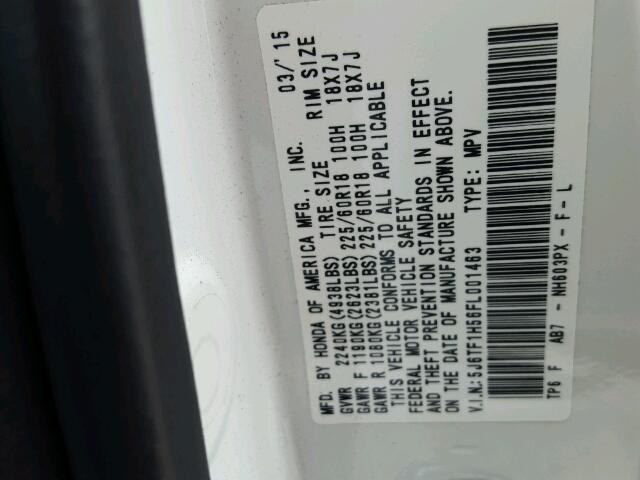 MFD. BY HONDA OF AMERICA MFG., INC. 03/'15
TIRE SIZE RIM SIZE
GVWR 2240KG(4938LBS)
GAWR F 1190KG(2623LBS) 225/60R18 100H 18X7J
GAWR R 1080KG(2381LBS) 225/60R18 100H 18X7J
THIS VEHICLE CONFORMS TO ALL APPLICABLE
FEDERAL MOTOR VEHICLE SAFETY
AND THEFT PREVENTION STANDARDS IN EFFECT
ON THE DATE OF MANUFACTURE SHOWN ABOVE.
V.I.N:5J6TF1H56FL001463 TYPE: MPV
TP6 F AB7 - NH603PX - F - L